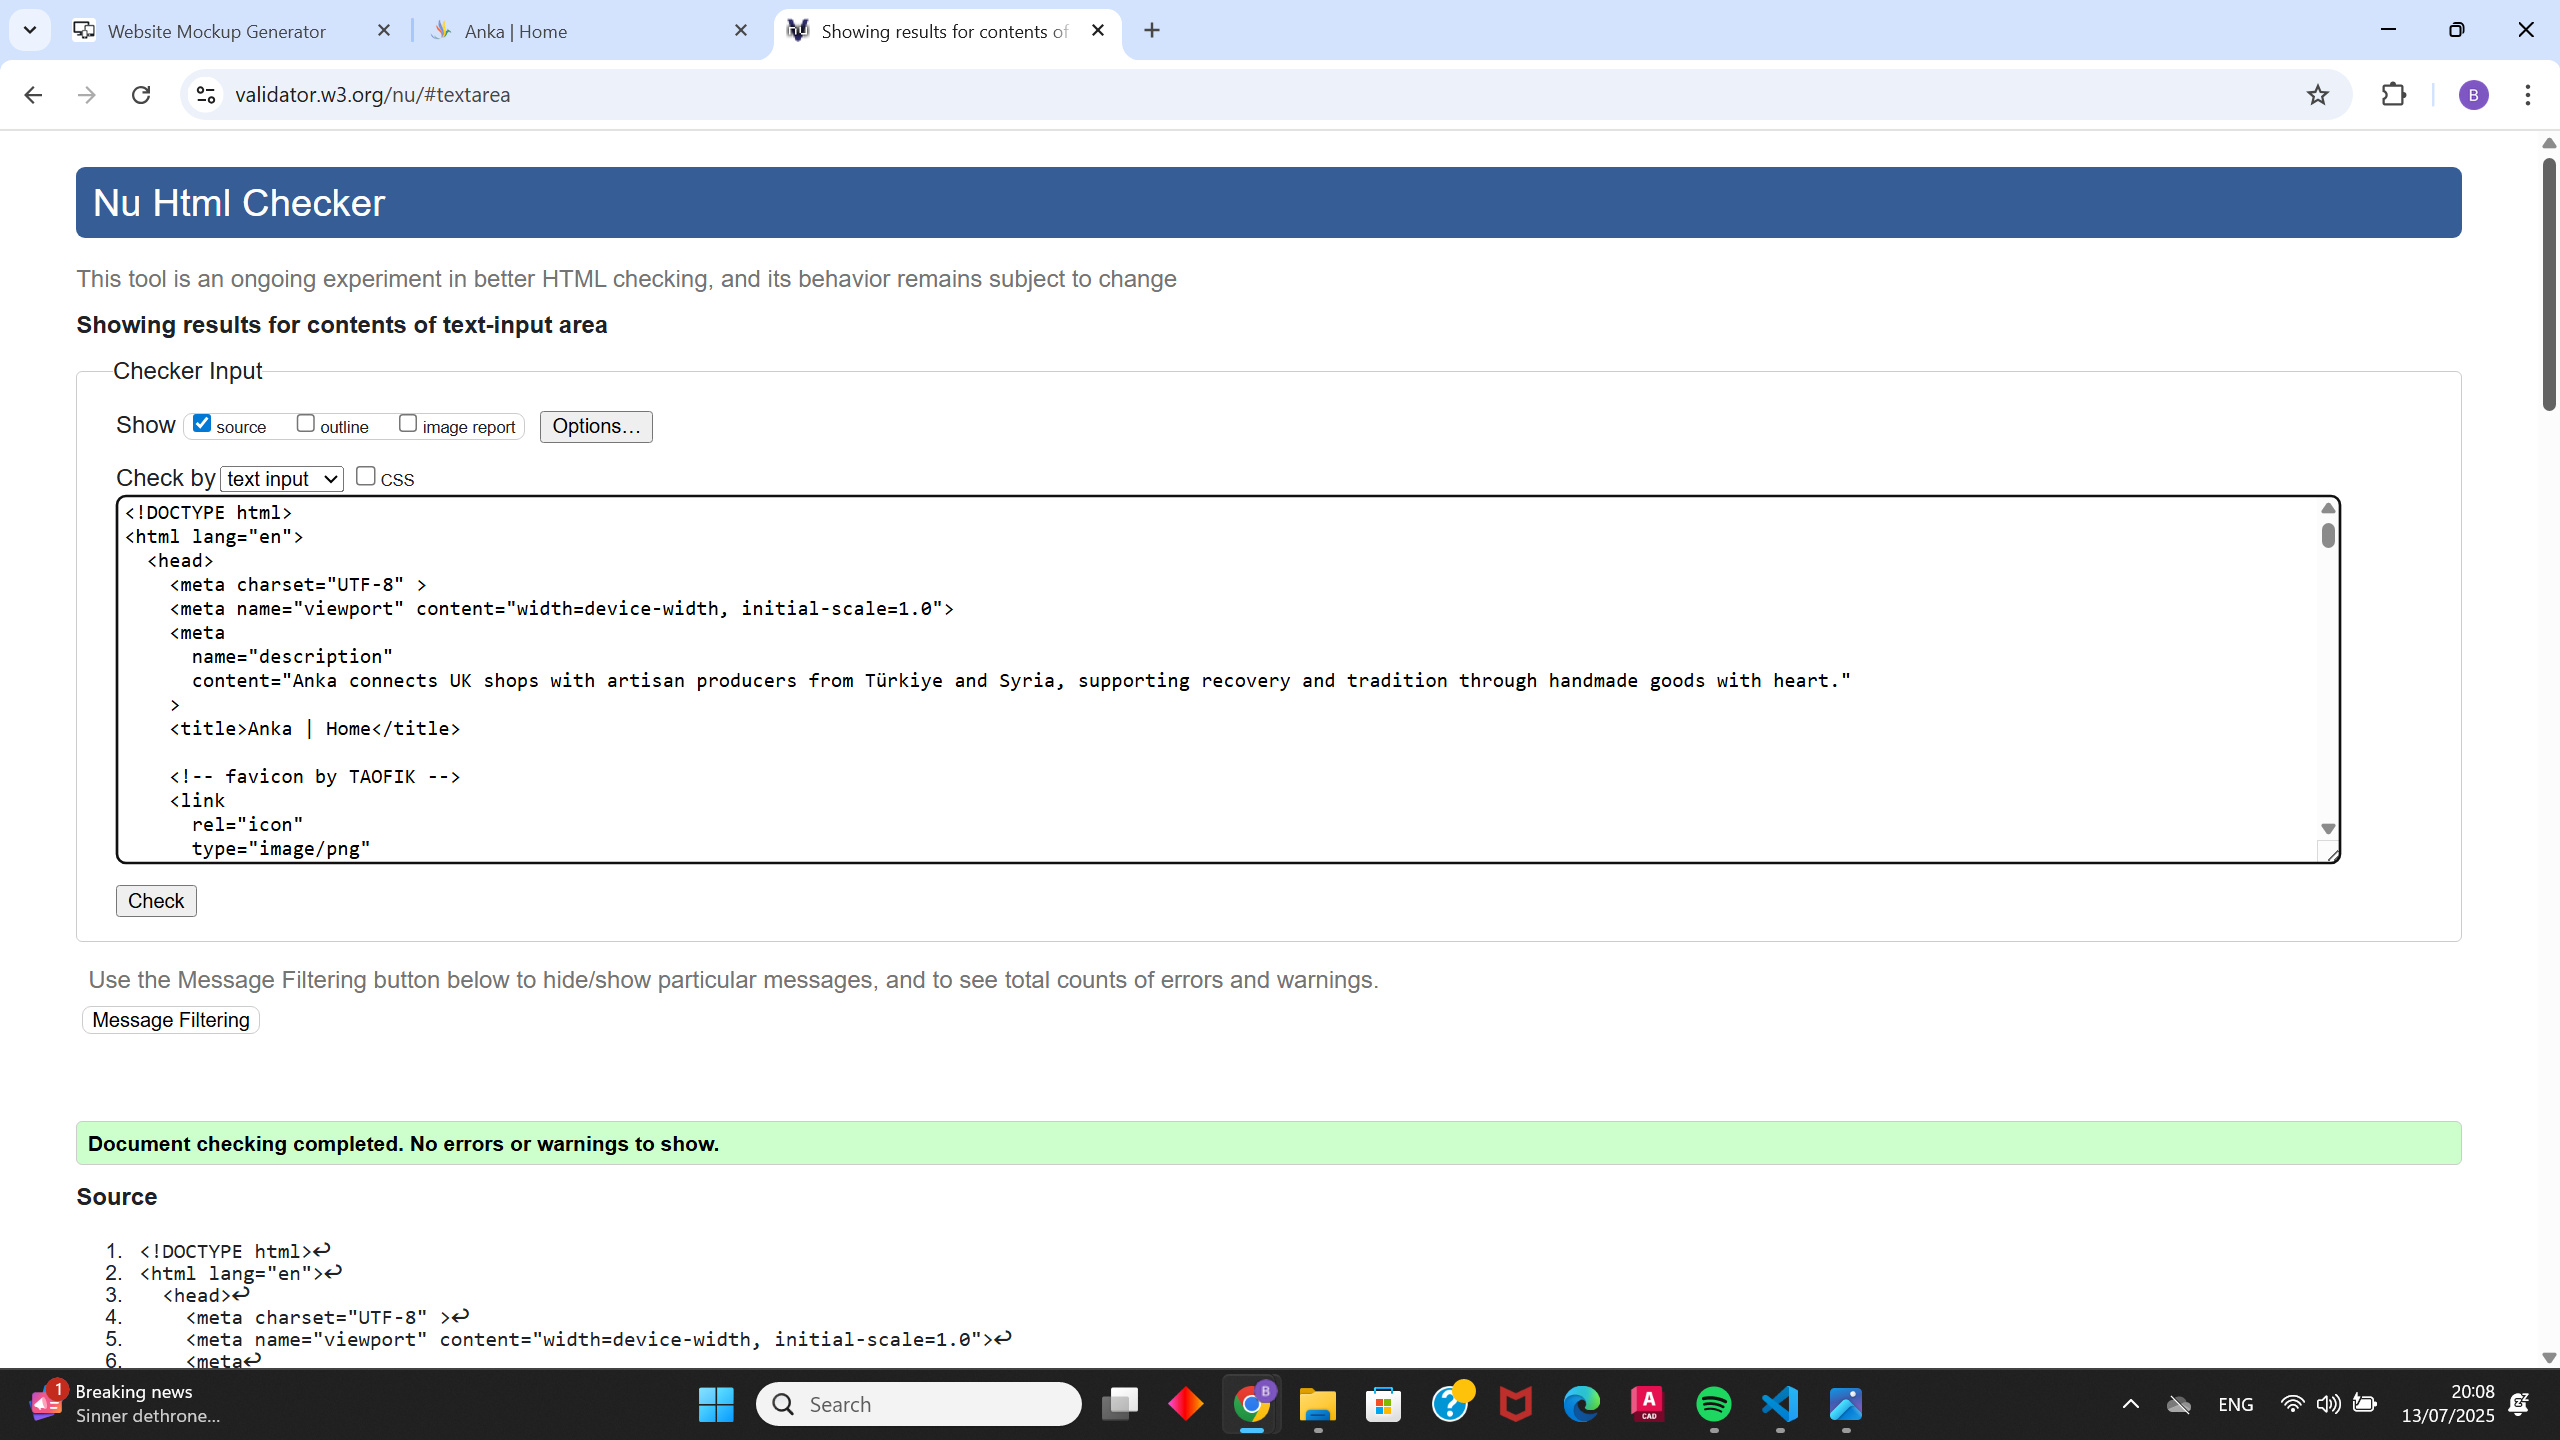 Website Mockup Generator
Anka | Home
Showing results for contents of
validator.w3.org/nu/#textarea
B
Nu Html Checker
This tool is an ongoing experiment in better HTML checking, and its behavior remains subject to change
Showing results for contents of text-input area
Checker Input
Show source outline image report Options…
Check by text input CSS
<!DOCTYPE html>
<html lang="en">
<head>
<meta charset="UTF-8" >
<meta name="viewport" content="width=device-width, initial-scale=1.0">
<meta
name="description"
content="Anka connects UK shops with artisan producers from Türkiye and Syria, supporting recovery and tradition through handmade goods with heart."
>
<title>Anka | Home</title>
<!-- favicon by TAOFIK -->
<link
rel="icon"
type="image/png"
Check
Use the Message Filtering button below to hide/show particular messages, and to see total counts of errors and warnings.
Message Filtering
Document checking completed. No errors or warnings to show.
Source
1. <!DOCTYPE html>↩
2. <html lang="en">↩
3. <head>↩
4. <meta charset="UTF-8" >↩
5. <meta name="viewport" content="width=device-width, initial-scale=1.0">↩
6. <meta↩
1
Breaking news
Sinner dethrone...
Search
B
A
CAD
ENG
20:08
13/07/2025